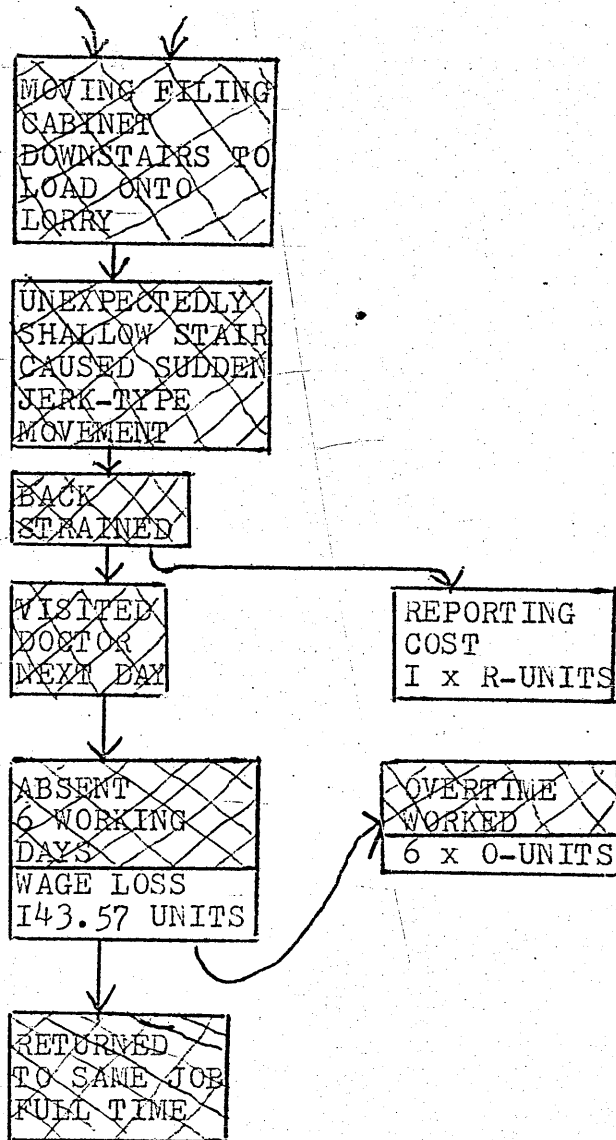 MOVING FILING
CABINET
DOWNSTAIRS TO
LOAD ONTO
LORRY
UNEXPECTEDLY
SHALLOW STAIR
CAUSED SUDDEN
JERK-TYPE
MOVEMENT
BACK
STRAINED
VISITED
DOCTOR
NEXT DAY
REPORTING
COST
I x R-UNITS
ABSENT
6 WORKING
DAYS
WAGE LOSS
I43.57 UNITS
OVERTIME
WORKED
6 x O-UNITS
RETURNED
TO SAME JOB
FULL TIME